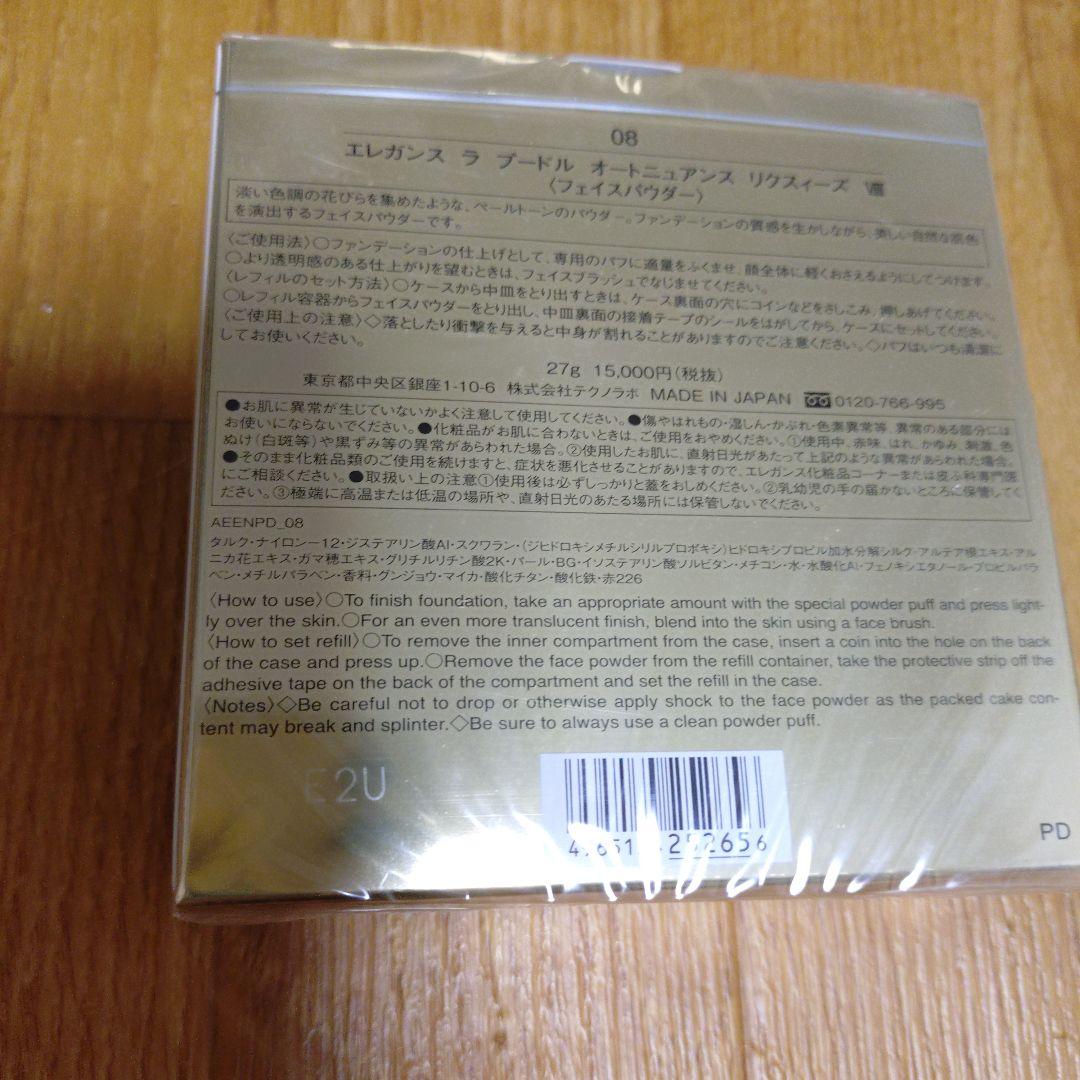 08
エレガンス ラ プードル オートニュアンス リクスィーズ Ⅷ
〈フェイスパウダー〉
淡い色調の花びらを集めたような、ペールトーンのパウダー。ファンデーションの質感を生かしながら、美しい自然な肌色
を演出するフェイスパウダーです。
〈ご使用法〉○ファンデーションの仕上げとして、専用のパフに適量をふくませ、顔全体に軽くおさえるようにしてつけます。
○より透明感のある仕上がりを望むときは、フェイスブラッシュでなじませてください。
〈レフィルのセット方法〉○ケースから中皿をとり出すときは、ケース裏面の穴にコインなどをさしこみ、押しあげてください。
○レフィル容器からフェイスパウダーをとり出し、中皿裏面の接着テープのシールをはがしてから、ケースにセットしてください。
〈ご使用上の注意〉◇落としたり衝撃を与えると中身が割れることがありますのでご注意ください。◇パフはいつも清潔に
してお使いください。
27g 15,000円(税抜)
東京都中央区銀座1-10-6 株式会社テクノラボ MADE IN JAPAN 0120-766-995
●お肌に異常が生じていないかよく注意して使用してください。●傷やはれもの・湿しん・かぶれ・色素異常等、異常のある部分には
お使いにならないでください。●化粧品がお肌に合わないときは、ご使用をおやめください。①使用中、赤味、はれ、かゆみ、刺激、色
ぬけ(白斑等)や黒ずみ等の異常があらわれた場合。②使用したお肌に、直射日光があたって上記のような異常があらわれた場合。
●そのまま化粧品類のご使用を続けますと、症状を悪化させることがありますので、エレガンス化粧品コーナーまたは皮ふ科専門医
にご相談ください。●取扱い上の注意①使用後は必ずしっかりと蓋をおしめください。②乳幼児の手の届かないところに保管してく
ださい。③極端に高温または低温の場所や、直射日光のあたる場所には保管しないでください。
AEENPD_08
タルク・ナイロン-12・ジステアリン酸Al・スクワラン・(ジヒドロキシメチルシリルプロポキシ)ヒドロキシプロピル加水分解シルク・アルテア根エキス・アル
ニカ花エキス・ガマ穂エキス・グリチルリチン酸2K・パール・BG・イソステアリン酸ソルビタン・メチコン・水・水酸化Al・フェノキシエタノール・プロピルパラ
ベン・メチルパラベン・香料・グンジョウ・マイカ・酸化チタン・酸化鉄・赤226
〈How to use〉○To finish foundation, take an appropriate amount with the special powder puff and press light-
ly over the skin.○For an even more translucent finish, blend into the skin using a face brush.
〈How to set refill〉○To remove the inner compartment from the case, insert a coin into the hole on the back
of the case and press up.○Remove the face powder from the refill container, take the protective strip off the
adhesive tape on the back of the compartment and set the refill in the case.
〈Notes〉◇Be careful not to drop or otherwise apply shock to the face powder as the packed cake con-
tent may break and splinter.◇Be sure to always use a clean powder puff.
E2U
252656
PD